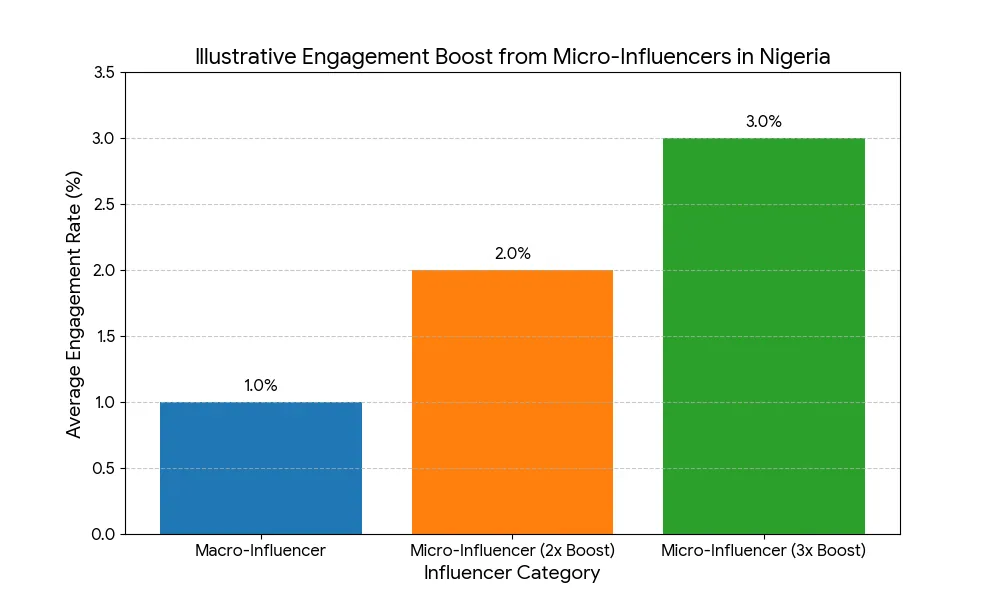 Illustrative Engagement Boost from Micro-Influencers in Nigeria
Average Engagement Rate (%)
3.5
3.0
2.5
2.0
1.5
1.0
0.5
0.0
1.0%
2.0%
3.0%
Macro-Influencer
Micro-Influencer (2x Boost)
Micro-Influencer (3x Boost)
Influencer Category